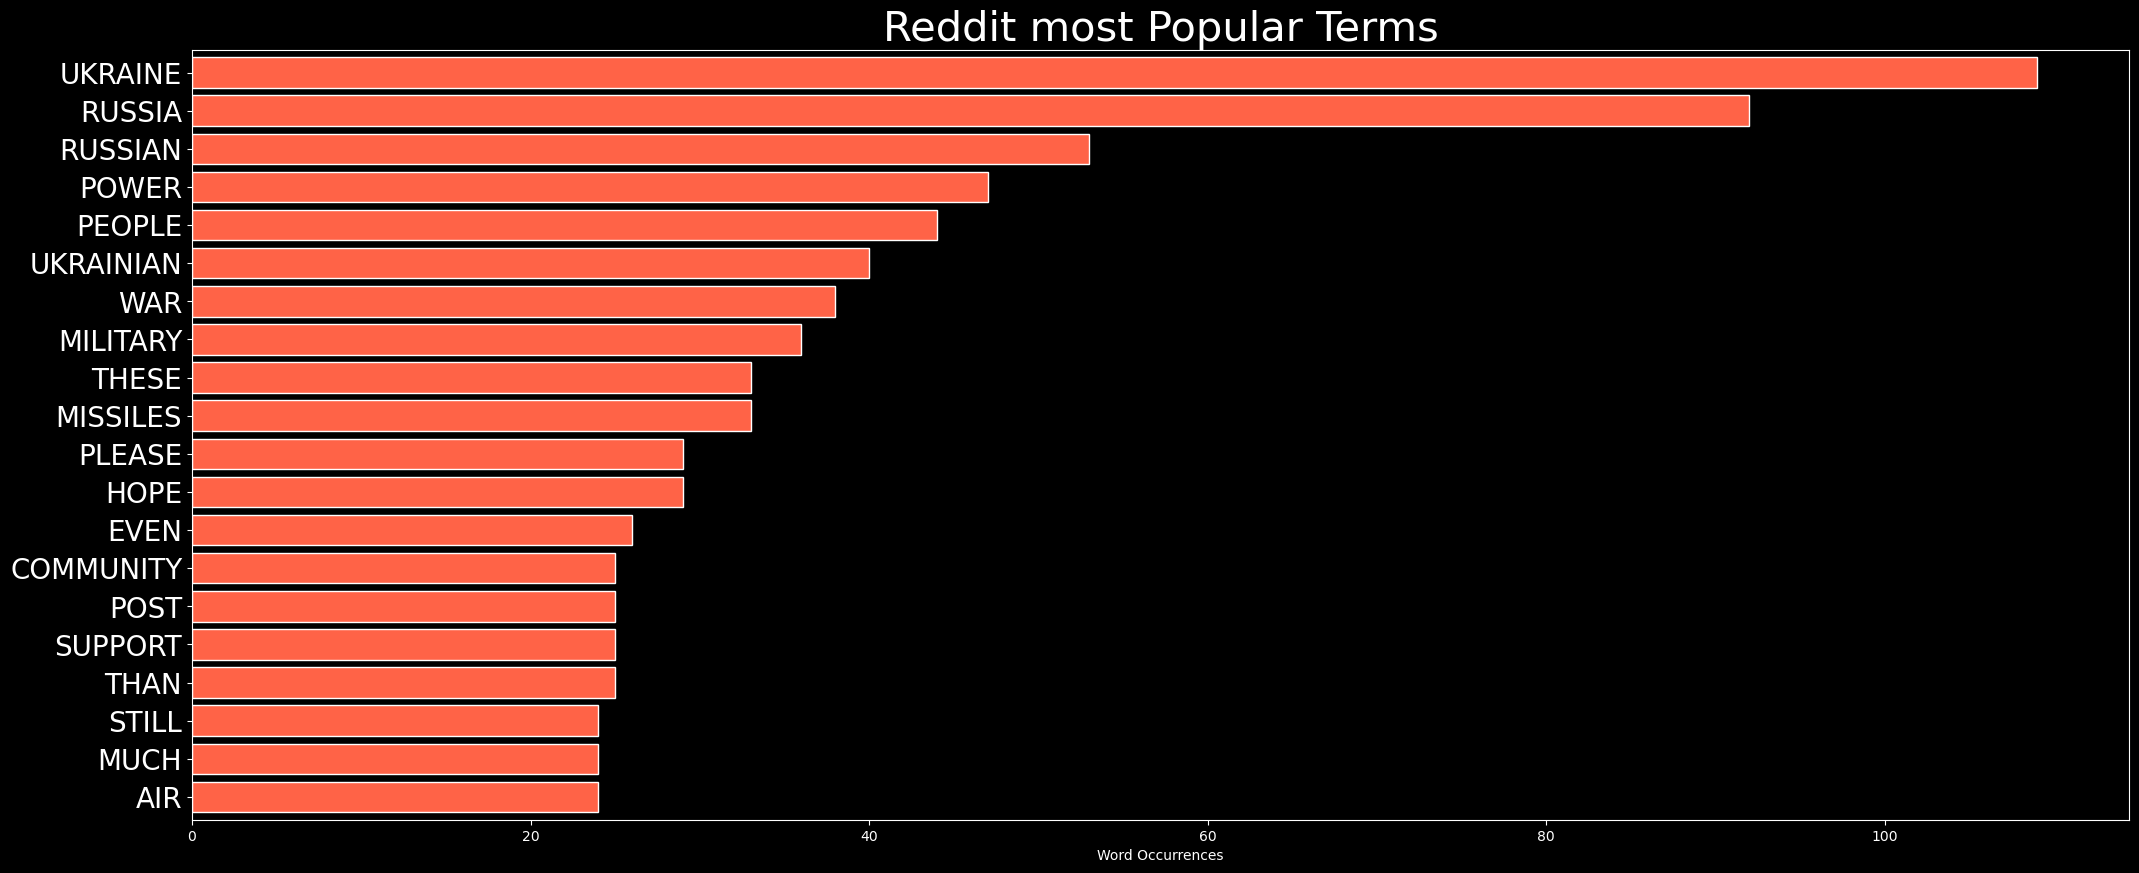 Reddit most Popular Terms
UKRAINE
RUSSIA
RUSSIAN
POWER
PEOPLE
UKRAINIAN
WAR
MILITARY
THESE
MISSILES
PLEASE
HOPE
EVEN
COMMUNITY
POST
SUPPORT
THAN
STILL
MUCH
AIR
0 20 40 60 80 100
Word Occurrences